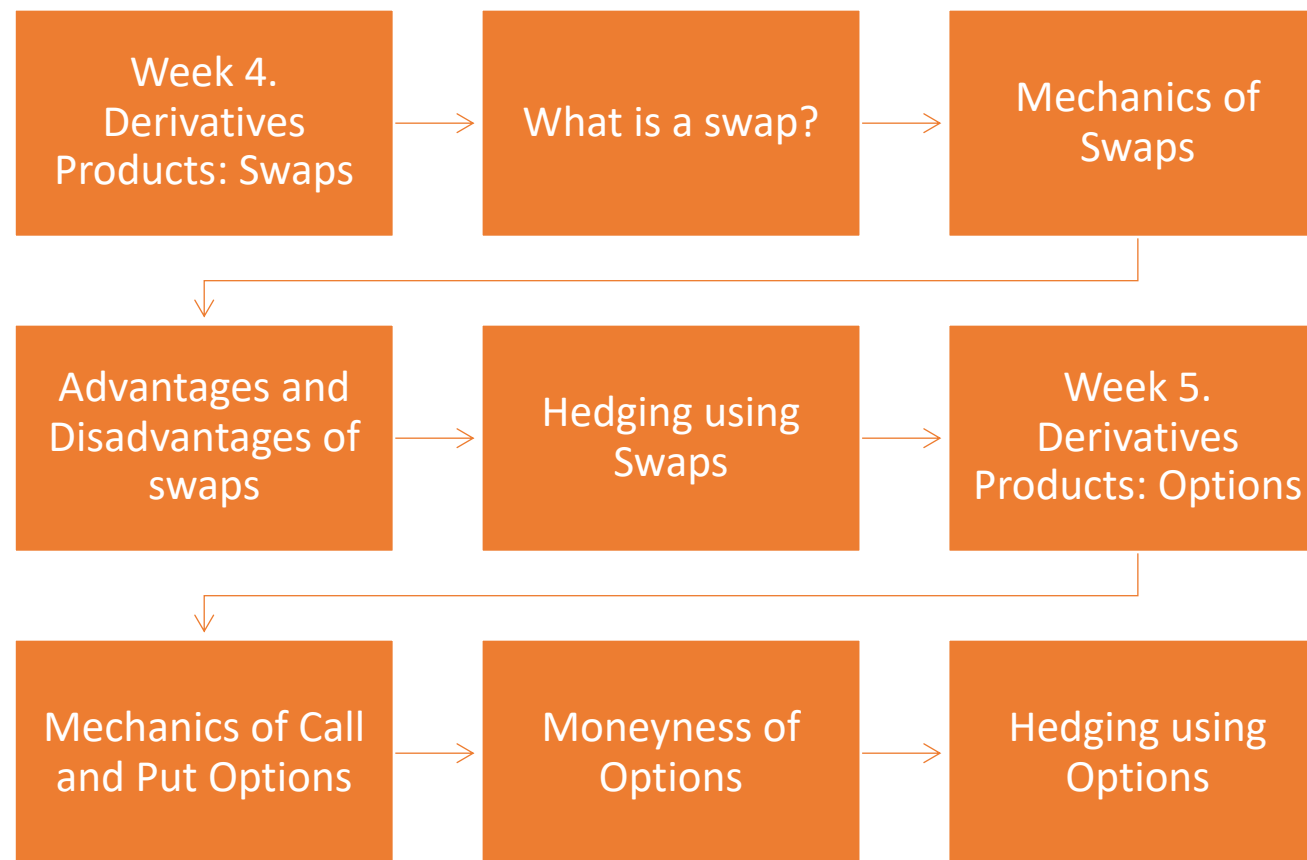 Week 4.
Derivatives
Products: Swaps
What is a swap?
Mechanics of
Swaps
Advantages and
Disadvantages of
swaps
Hedging using
Swaps
Week 5.
Derivatives
Products: Options
Mechanics of Call
and Put Options
Moneyness of
Options
Hedging using
Options